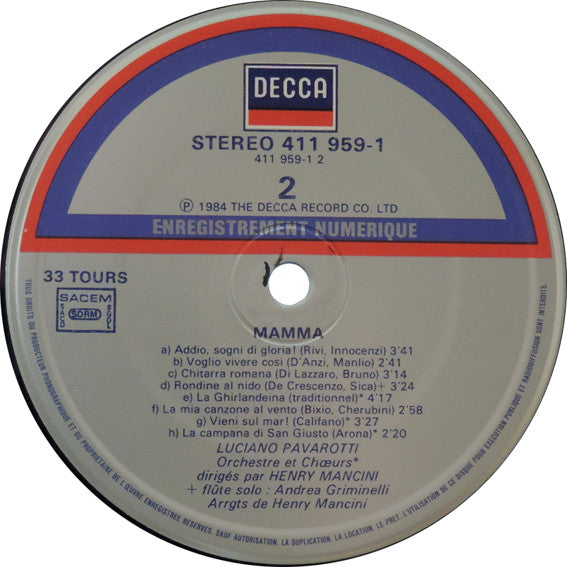 DECCA
STEREO 411 959-1
411 959-1 2
2
Ⓟ 1984 THE DECCA RECORD CO. LTD
ENREGISTREMENT NUMERIQUE
33 TOURS
SACEM
SACD
SDRM
SGDL
MAMMA
a) Addio, sogni di gloria! (Rivi, Innocenzi) 3'41
b) Voglio vivere cosi (D'Anzi, Manlio) 2'41
c) Chitarra romana (Di Lazzaro, Bruno) 3'14
d) Rondine al nido (De Crescenzo, Sica)+ 3'24
e) La Ghirlandeina (traditionnel)* 4'17
f) La mia canzone al vento (Bixio, Cherubini) 2'58
g) Vieni sul mar! (Califano)* 3'27
h) La campana di San Giusto (Arona)* 2'20
LUCIANO PAVAROTTI
Orchestre et Chœurs*
dirigés par HENRY MANCINI
+ flûte solo : Andrea Griminelli
Arrgts de Henry Mancini
TOUS DROITS DU PRODUCTEUR PHONOGRAPHIQUE ET DU PROPRIETAIRE DE L'ŒUVRE ENREGISTREE RESERVES. SAUF AUTORISATION, LA DUPLICATION, LA LOCATION, LE PRET, L'UTILISATION DE CE DISQUE POUR EXECUTION PUBLIQUE ET RADIODIFFUSION SONT INTERDITS.